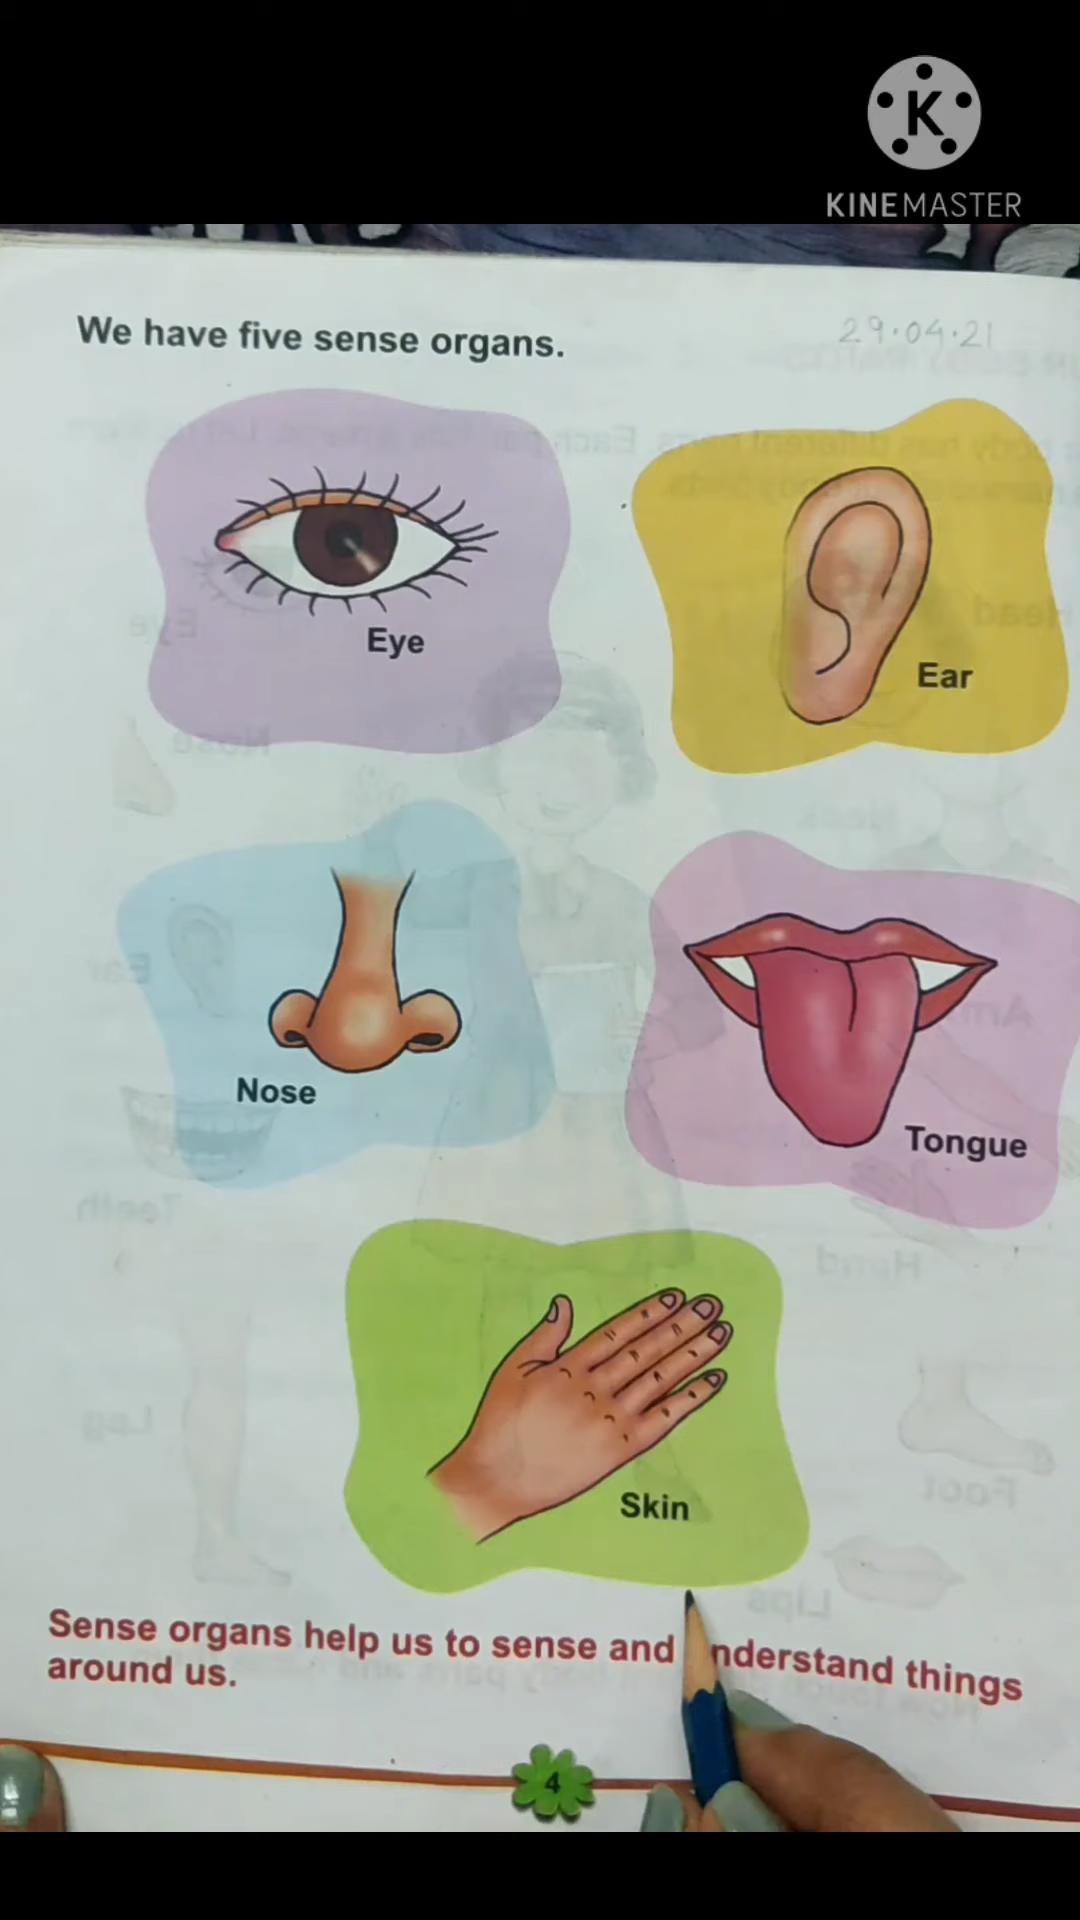 KINEMASTER
We have five sense organs.
29.04.21
Eye
Ear
Nose
Tongue
Skin
Sense organs help us to sense and understand things
around us.
4